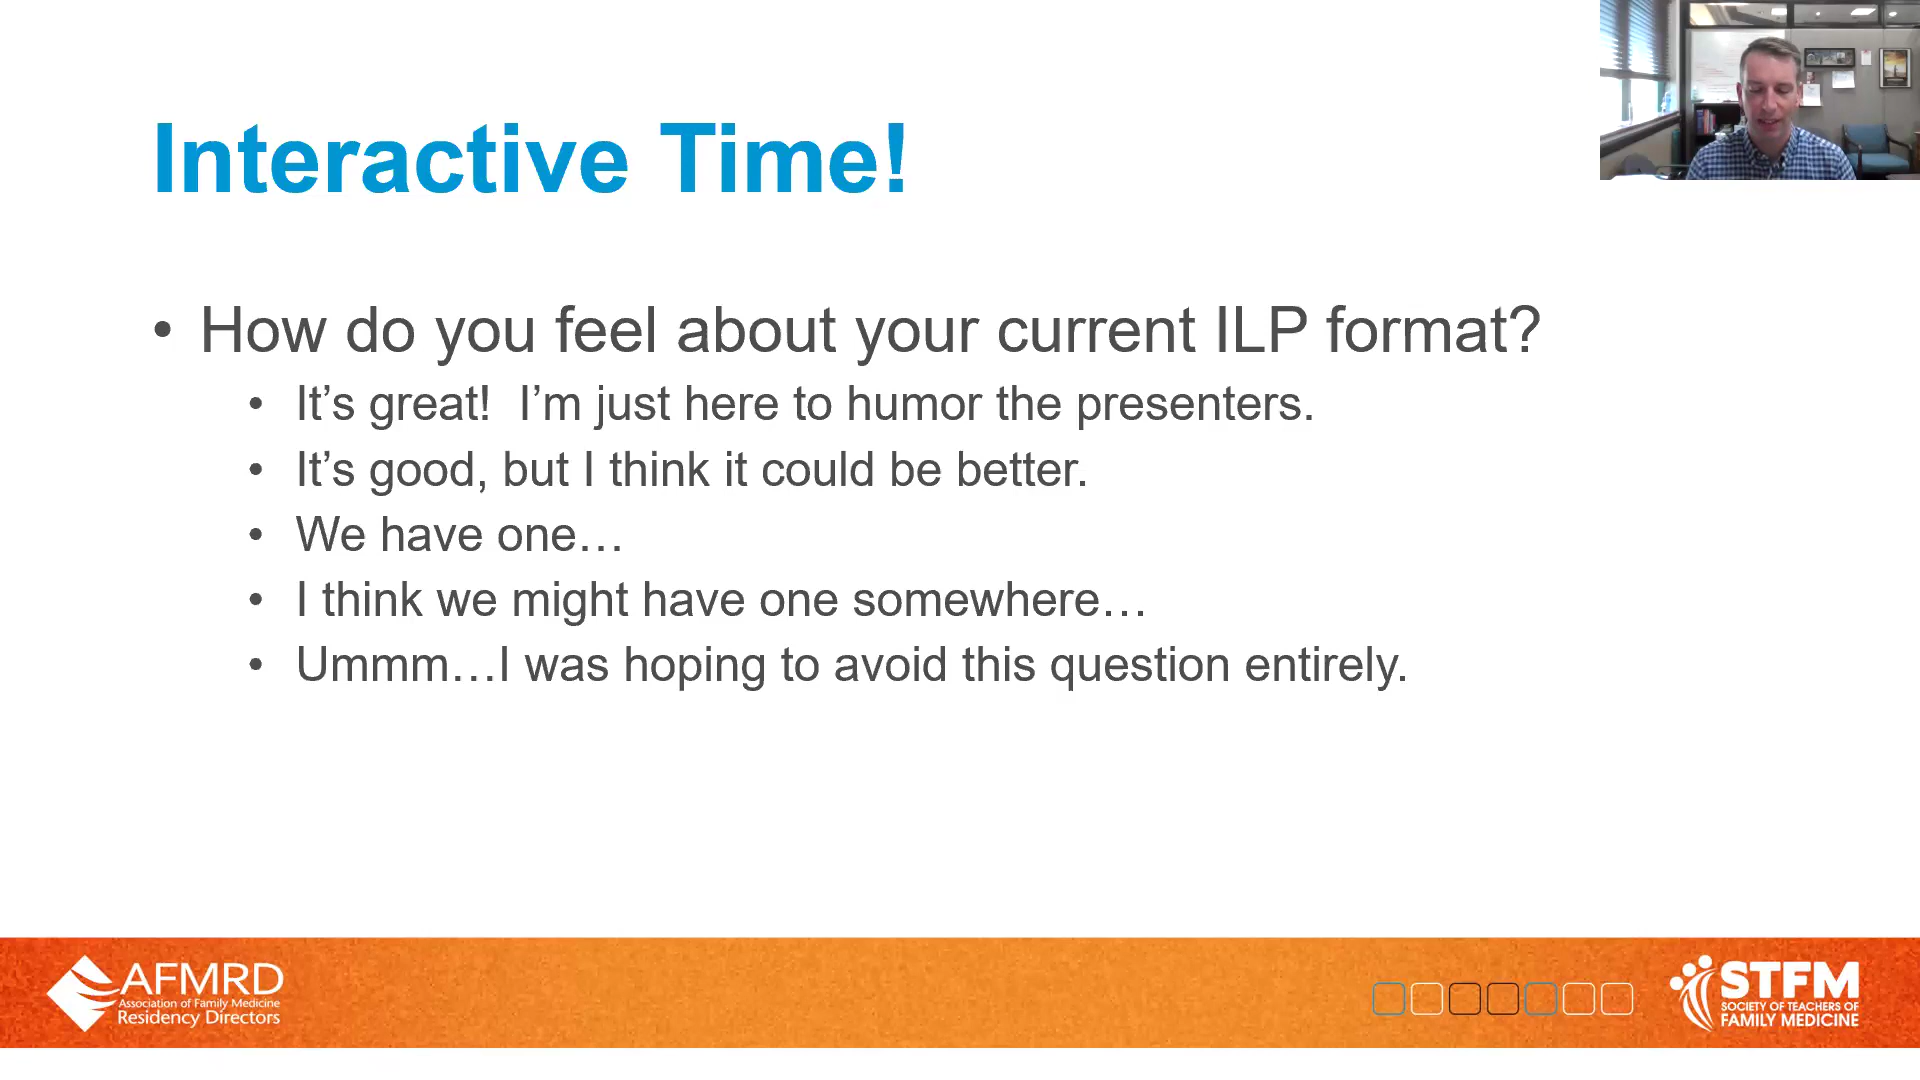 Interactive Time!
• How do you feel about your current ILP format?
• It’s great!  I’m just here to humor the presenters.
• It’s good, but I think it could be better.
• We have one…
• I think we might have one somewhere…
• Ummm…I was hoping to avoid this question entirely.
AFMRD
Association of Family Medicine
Residency Directors
STFM
SOCIETY OF TEACHERS OF
FAMILY MEDICINE